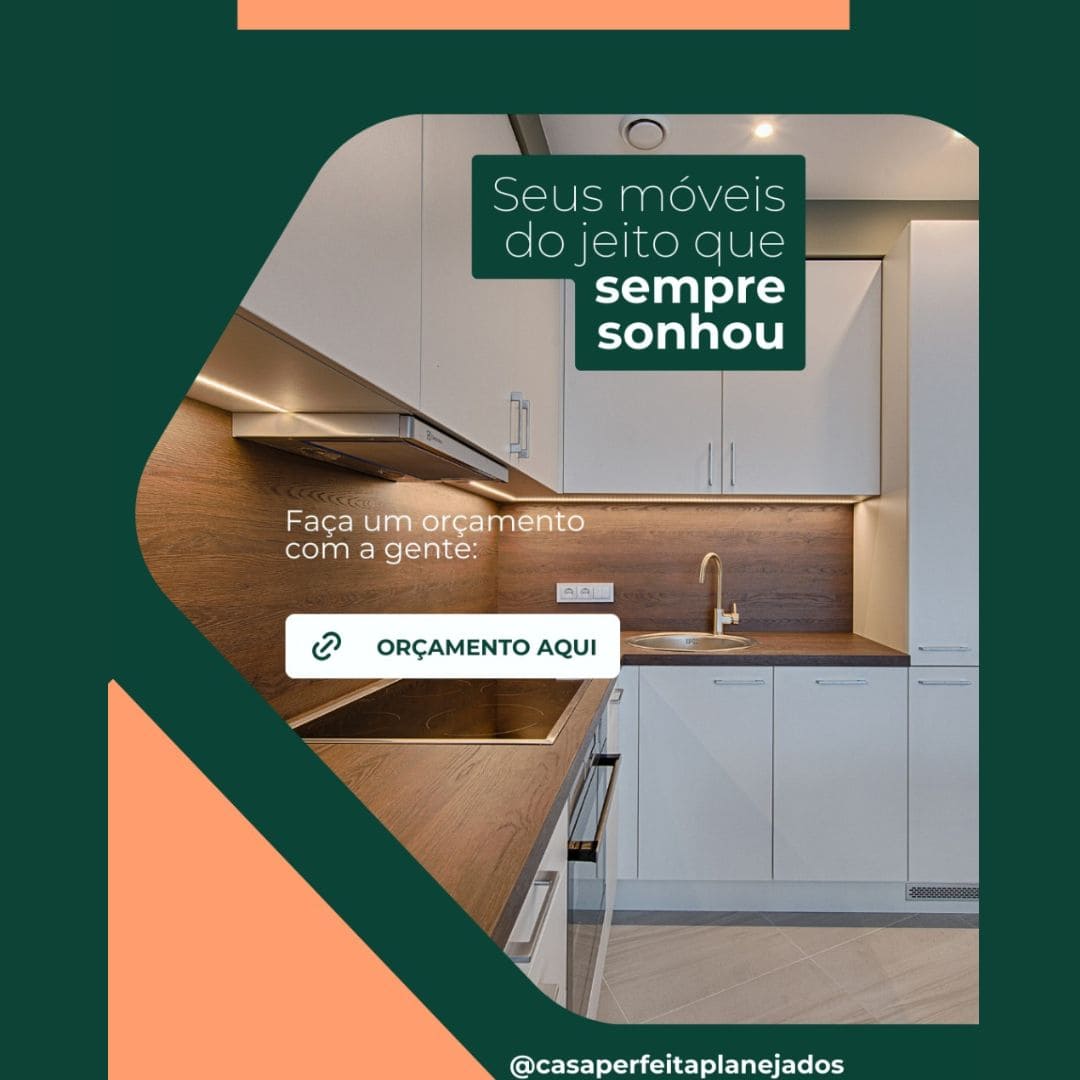 Seus móveis
do jeito que
sempre
sonhou
Faça um orçamento
com a gente:
ORÇAMENTO AQUI
@casaperfeitaplanejados